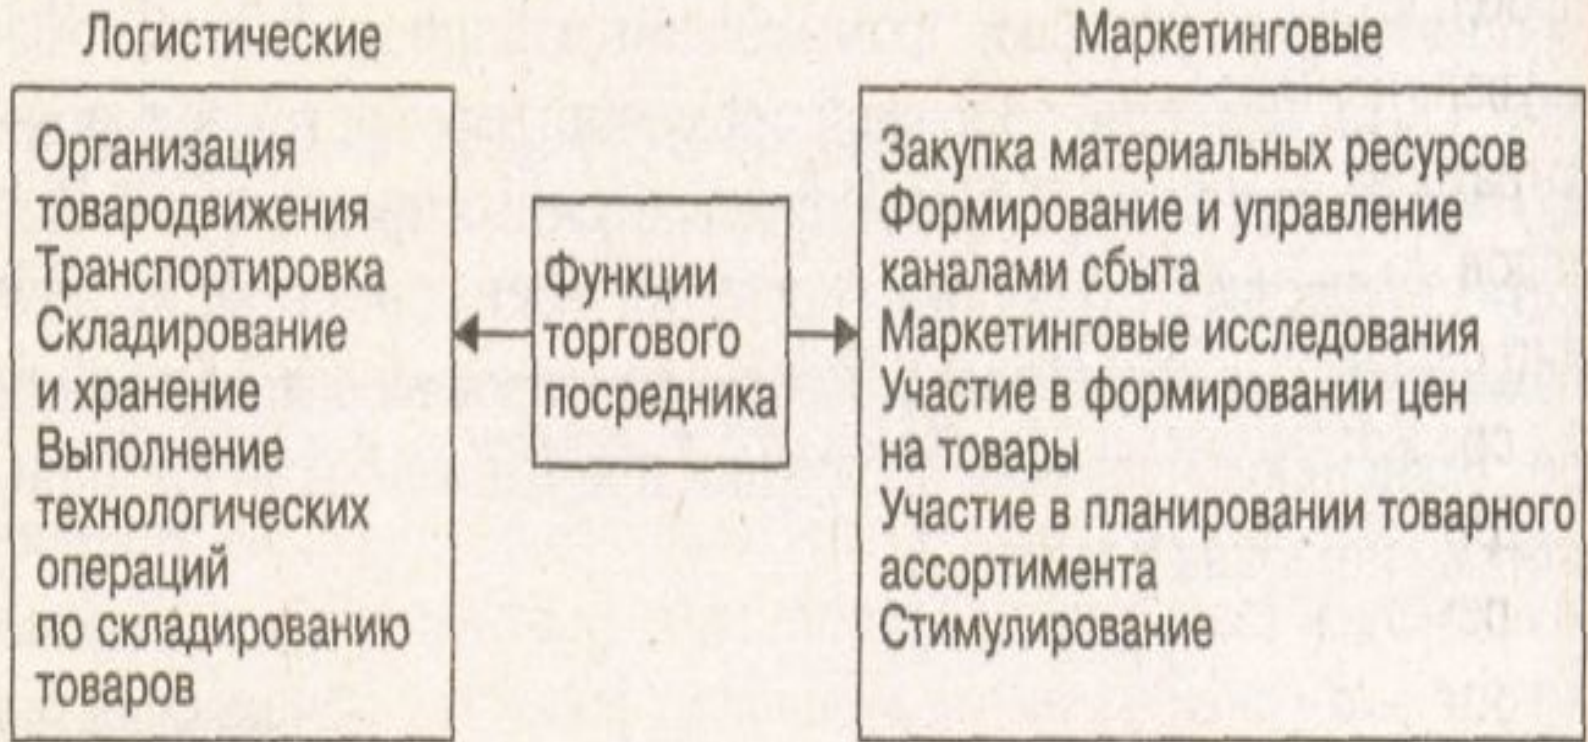 Логистические
Организация
товародвижения
Транспортировка
Складирование
и хранение
Выполнение
технологических
операций
по складированию
товаров
Функции
торгового
посредника
Маркетинговые
Закупка материальных ресурсов
Формирование и управление
каналами сбыта
Маркетинговые исследования
Участие в формировании цен
на товары
Участие в планировании товарного
ассортимента
Стимулирование